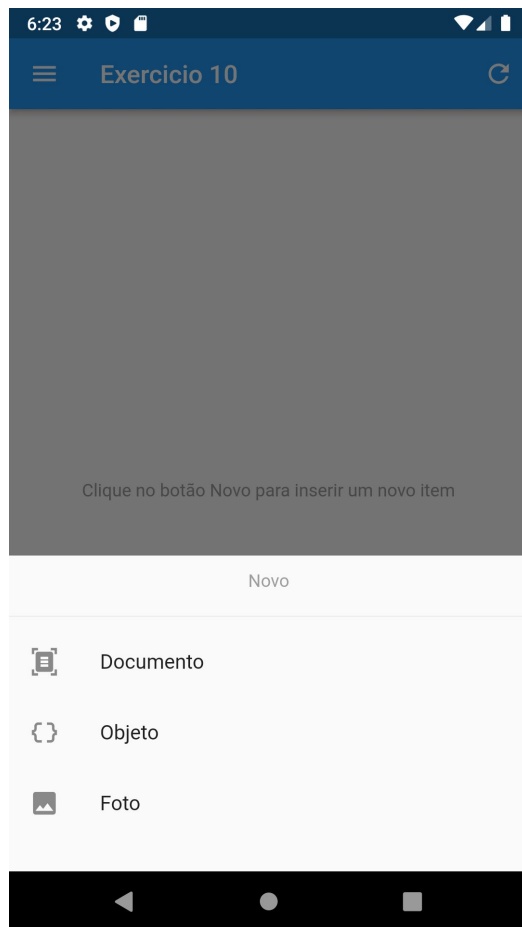 6:23
Exercicio 10
Clique no botão Novo para inserir um novo item
Novo
Documento
Objeto
Foto